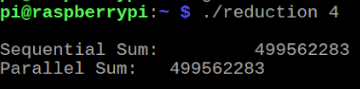 pi@raspberrypi:~ $ ./reduction 4
Sequential Sum:        499562283
Parallel Sum:   499562283